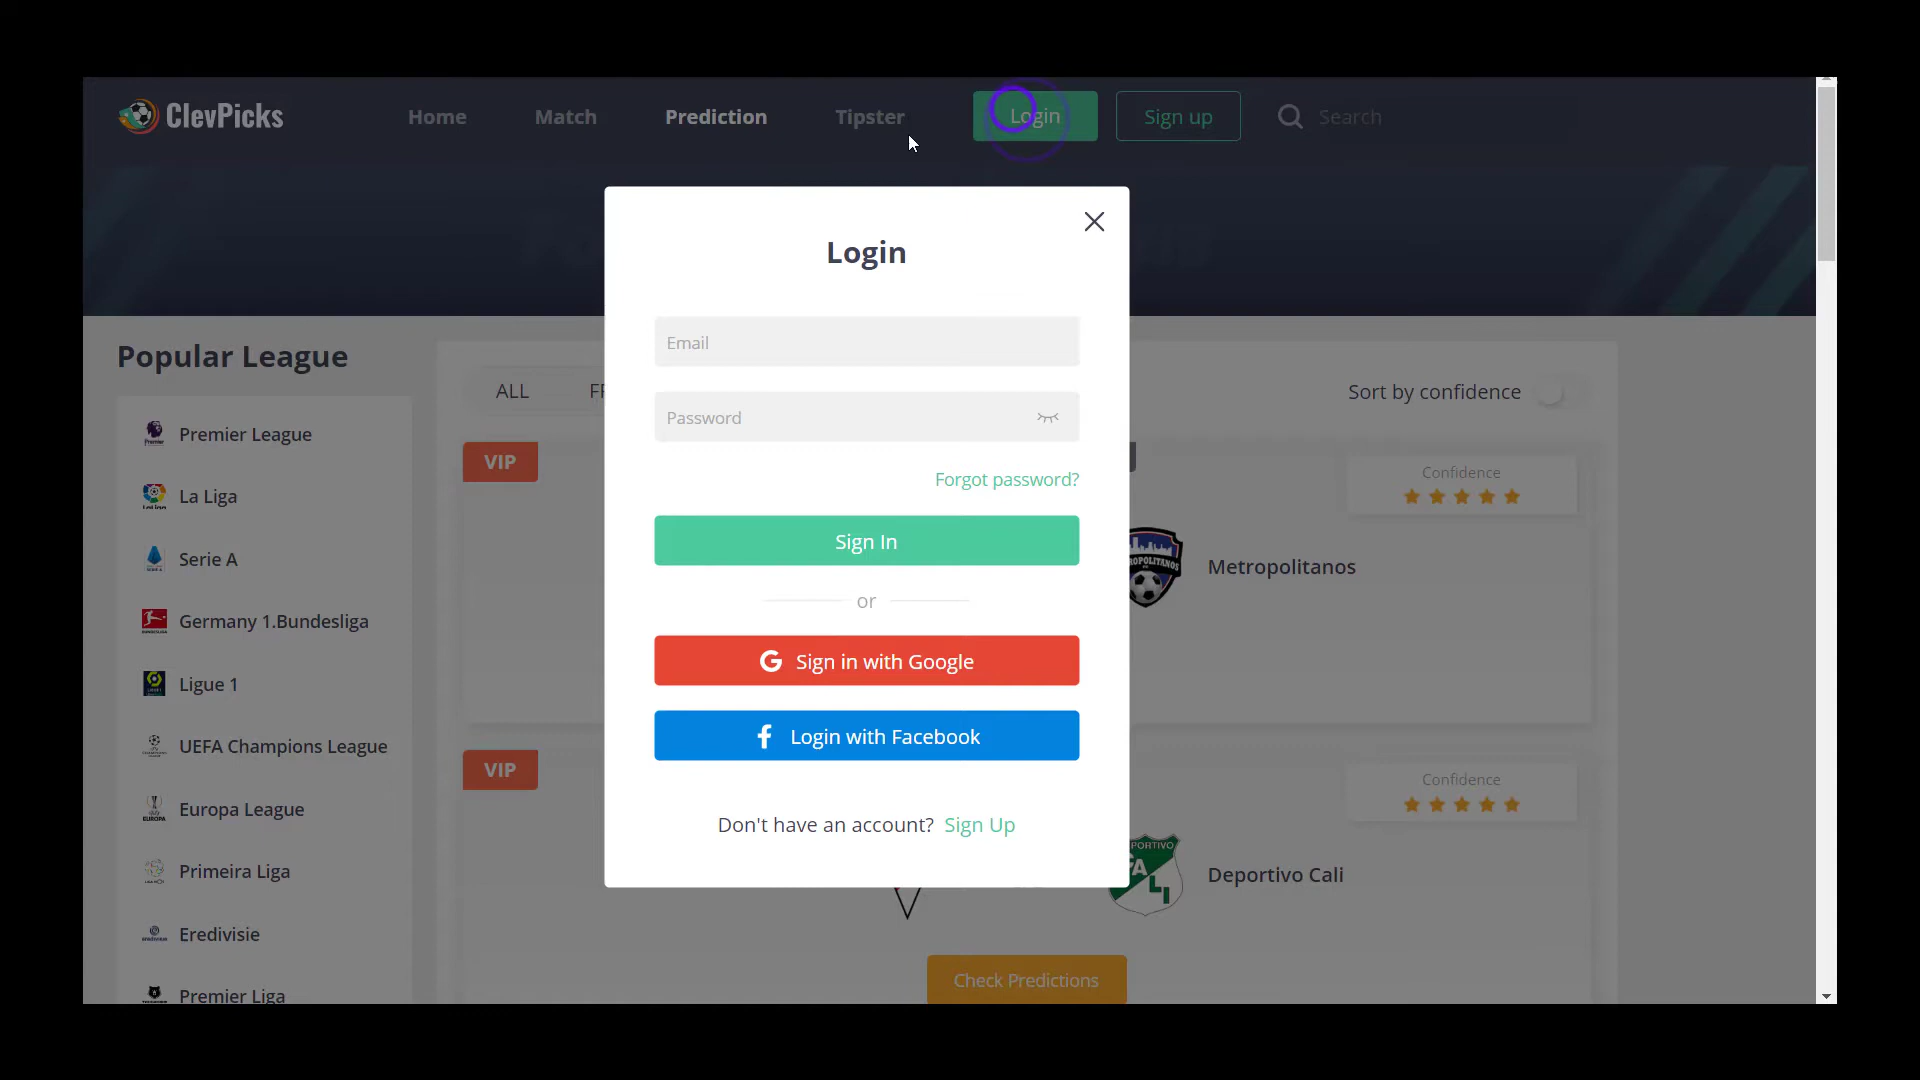 ClevPicks Home Match Prediction Tipster Login Sign up Search
Login
Email
Password
Forgot password?
Sign In
or
Sign in with Google
Login with Facebook
Don't have an account? Sign Up
Popular League
Premier League
La Liga
Serie A
Germany 1.Bundesliga
Ligue 1
UEFA Champions League
Europa League
Primeira Liga
Eredivisie
Premier Liga
ALL
Sort by confidence
VIP
Confidence
Metropolitanos
VIP
Confidence
Deportivo Cali
Check Predictions